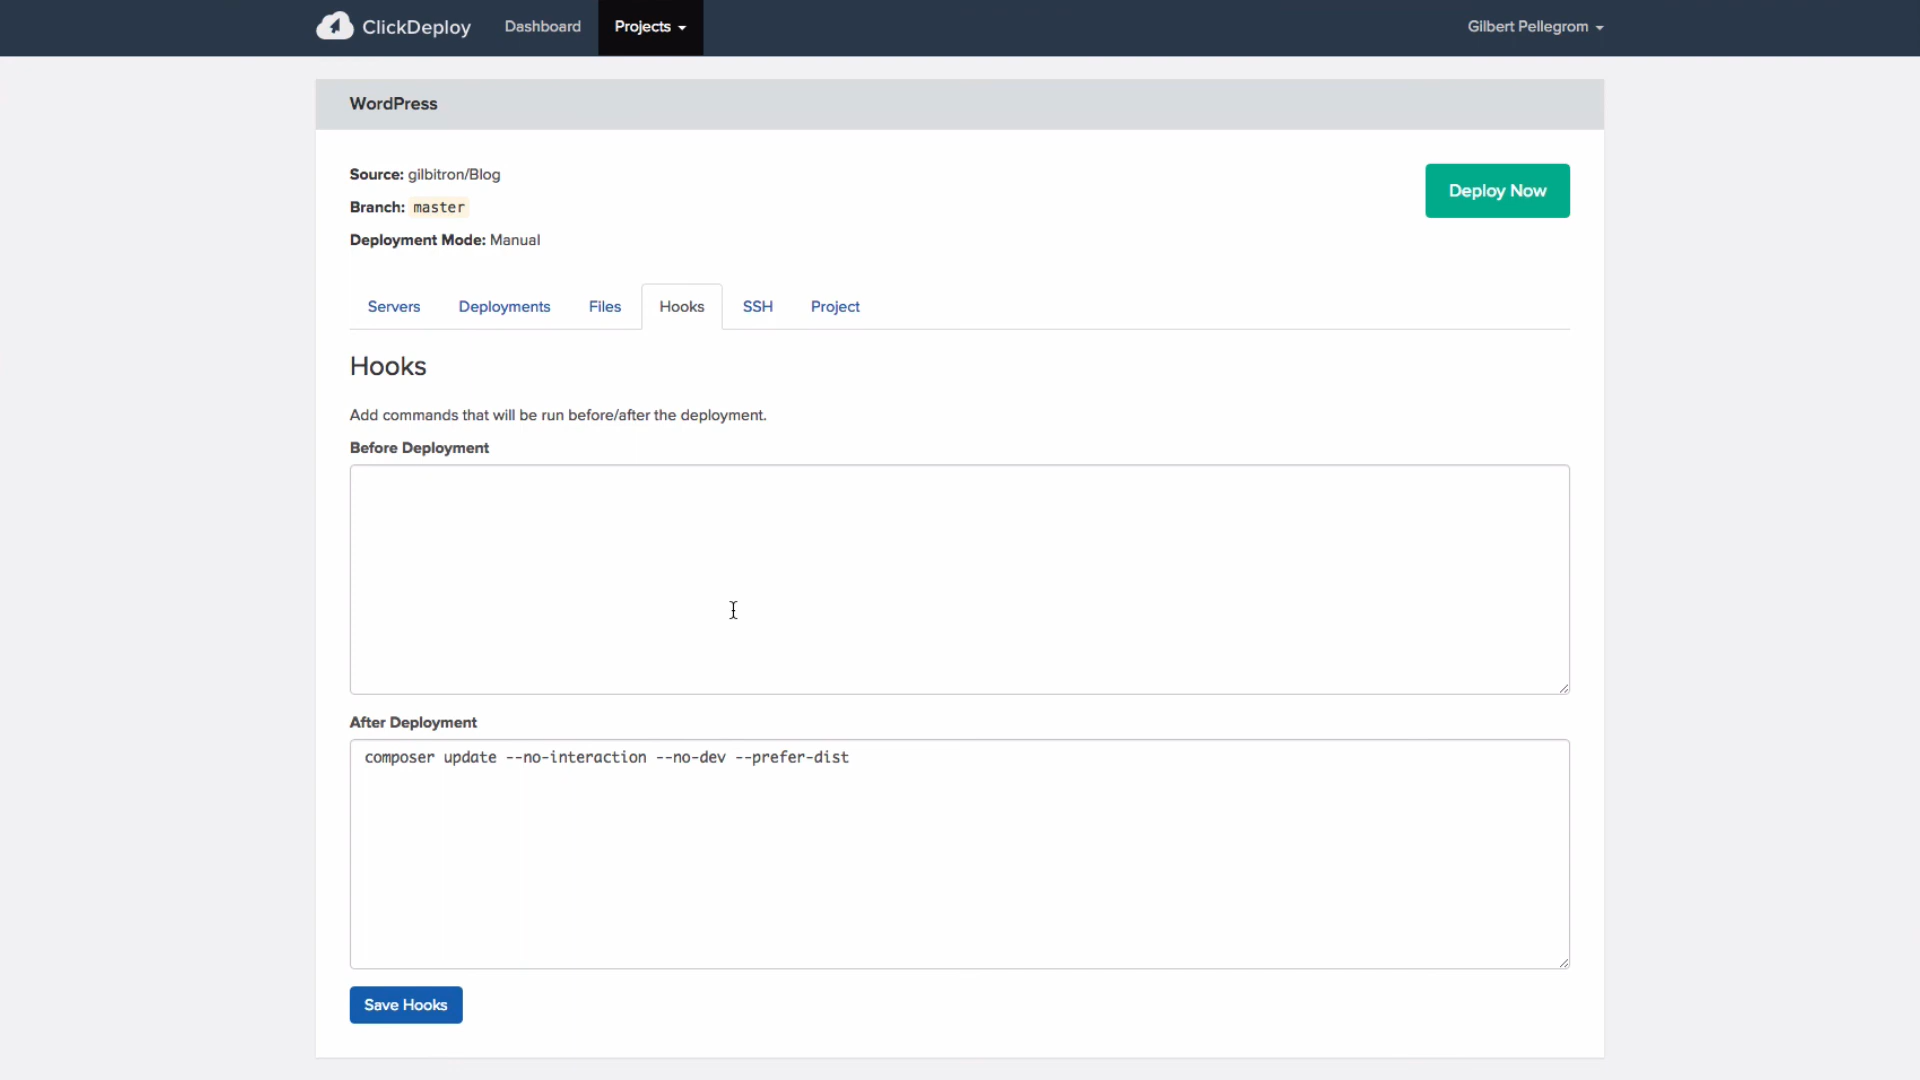 ClickDeploy Dashboard Projects Gilbert Pellegrom
WordPress
Source: gilbitron/Blog
Deploy Now
Branch: master
Deployment Mode: Manual
Servers Deployments Files Hooks SSH Project
Hooks
Add commands that will be run before/after the deployment.
Before Deployment
After Deployment
composer update --no-interaction --no-dev --prefer-dist
Save Hooks